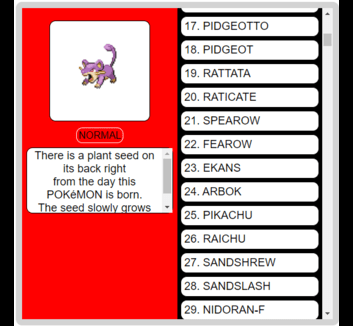 NORMAL
There is a plant seed on
its back right
from the day this
POKéMON is born.
The seed slowly grows
17. PIDGEOTTO
18. PIDGEOT
19. RATTATA
20. RATICATE
21. SPEAROW
22. FEAROW
23. EKANS
24. ARBOK
25. PIKACHU
26. RAICHU
27. SANDSHREW
28. SANDSLASH
29. NIDORAN-F